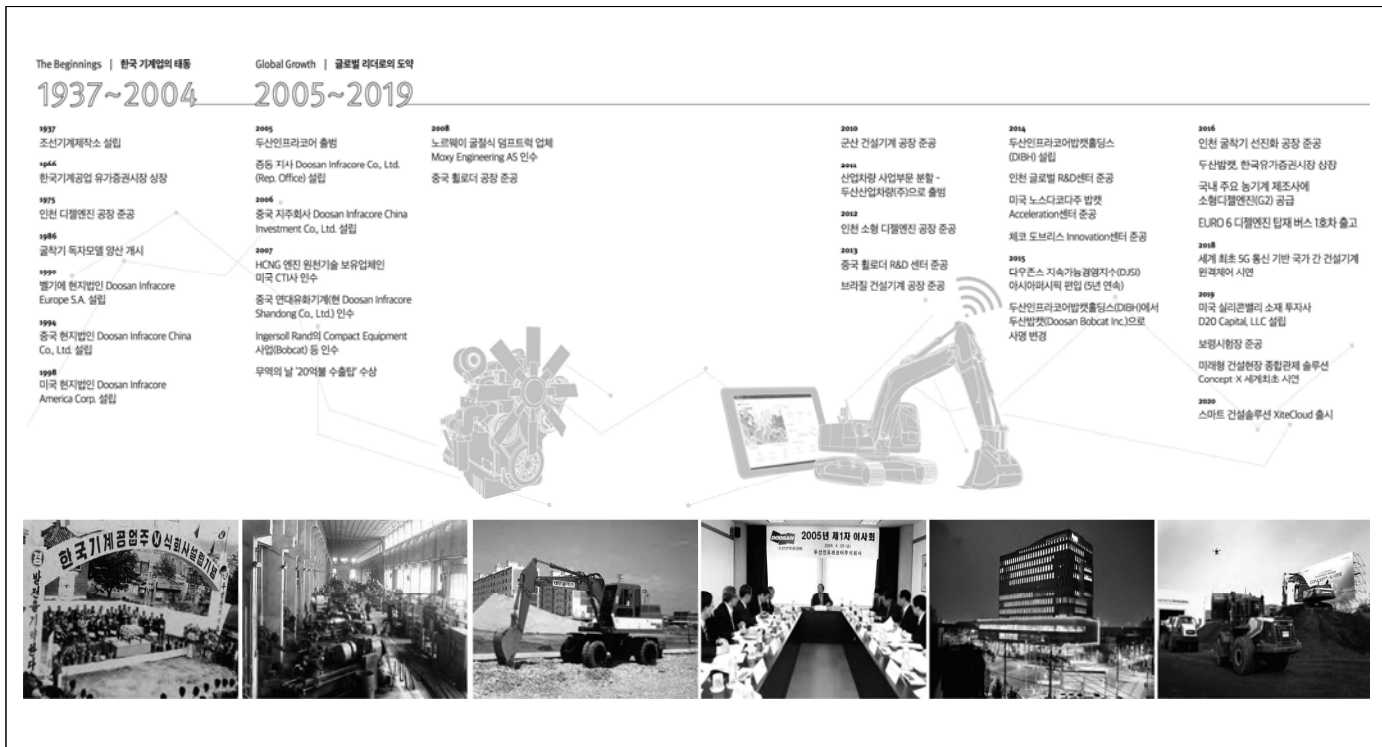 The Beginnings | 한국 기계업의 태동
1937~2004
1937
조선기계제작소 설립
1966
한국기계공업 유가증권시장 상장
1975
인천 디젤엔진 공장 준공
1986
굴착기 독자모델 양산 개시
1990
벨기에 현지법인 Doosan Infracore
Europe S.A. 설립
1994
중국 현지법인 Doosan Infracore China
Co., Ltd. 설립
1998
미국 현지법인 Doosan Infracore
America Corp. 설립
Global Growth | 글로벌 리더로의 도약
2005~2019
2005
두산인프라코어 출범
중동 지사 Doosan Infracore Co., Ltd.
(Rep. Office) 설립
2006
중국 지주회사 Doosan Infracore China
Investment Co., Ltd. 설립
2007
HCNG 엔진 원천기술 보유업체인
미국 CTI사 인수
중국 연대유화기계(현 Doosan Infracore
Shandong Co., Ltd.) 인수
Ingersoll Rand의 Compact Equipment
사업(Bobcat) 등 인수
무역의 날 '20억불 수출탑' 수상
2008
노르웨이 굴절식 덤프트럭 업체
Moxy Engineering AS 인수
중국 휠로더 공장 준공
2010
군산 건설기계 공장 준공
2011
산업차량 사업부문 분할 -
두산산업차량(주)으로 출범
2012
인천 소형 디젤엔진 공장 준공
2013
중국 휠로더 R&D 센터 준공
브라질 건설기계 공장 준공
2014
두산인프라코어밥캣홀딩스
(DIBH) 설립
인천 글로벌 R&D센터 준공
미국 노스다코다주 밥캣
Acceleration센터 준공
체코 도브리스 Innovation센터 준공
2015
다우존스 지속가능경영지수(DJSI)
아시아퍼시픽 편입 (5년 연속)
두산인프라코어밥캣홀딩스(DIBH)에서
두산밥캣(Doosan Bobcat Inc.)으로
사명 변경
2016
인천 굴착기 선진화 공장 준공
두산밥캣, 한국유가증권시장 상장
국내 주요 농기계 제조사에
소형디젤엔진(G2) 공급
EURO 6 디젤엔진 탑재 버스 1호차 출고
2018
세계 최초 5G 통신 기반 국가 간 건설기계
원격제어 시연
2019
미국 실리콘밸리 소재 투자사
D20 Capital, LLC 설립
보령시험장 준공
미래형 건설현장 종합관제 솔루션
Concept-X 세계최초 시연
2020
스마트 건설솔루션 XiteCloud 출시
한국기계공업주식회사설립기념
발전을기약한다
DOOSAN
2005년 제1차 이사회
두산인프라코어주식회사